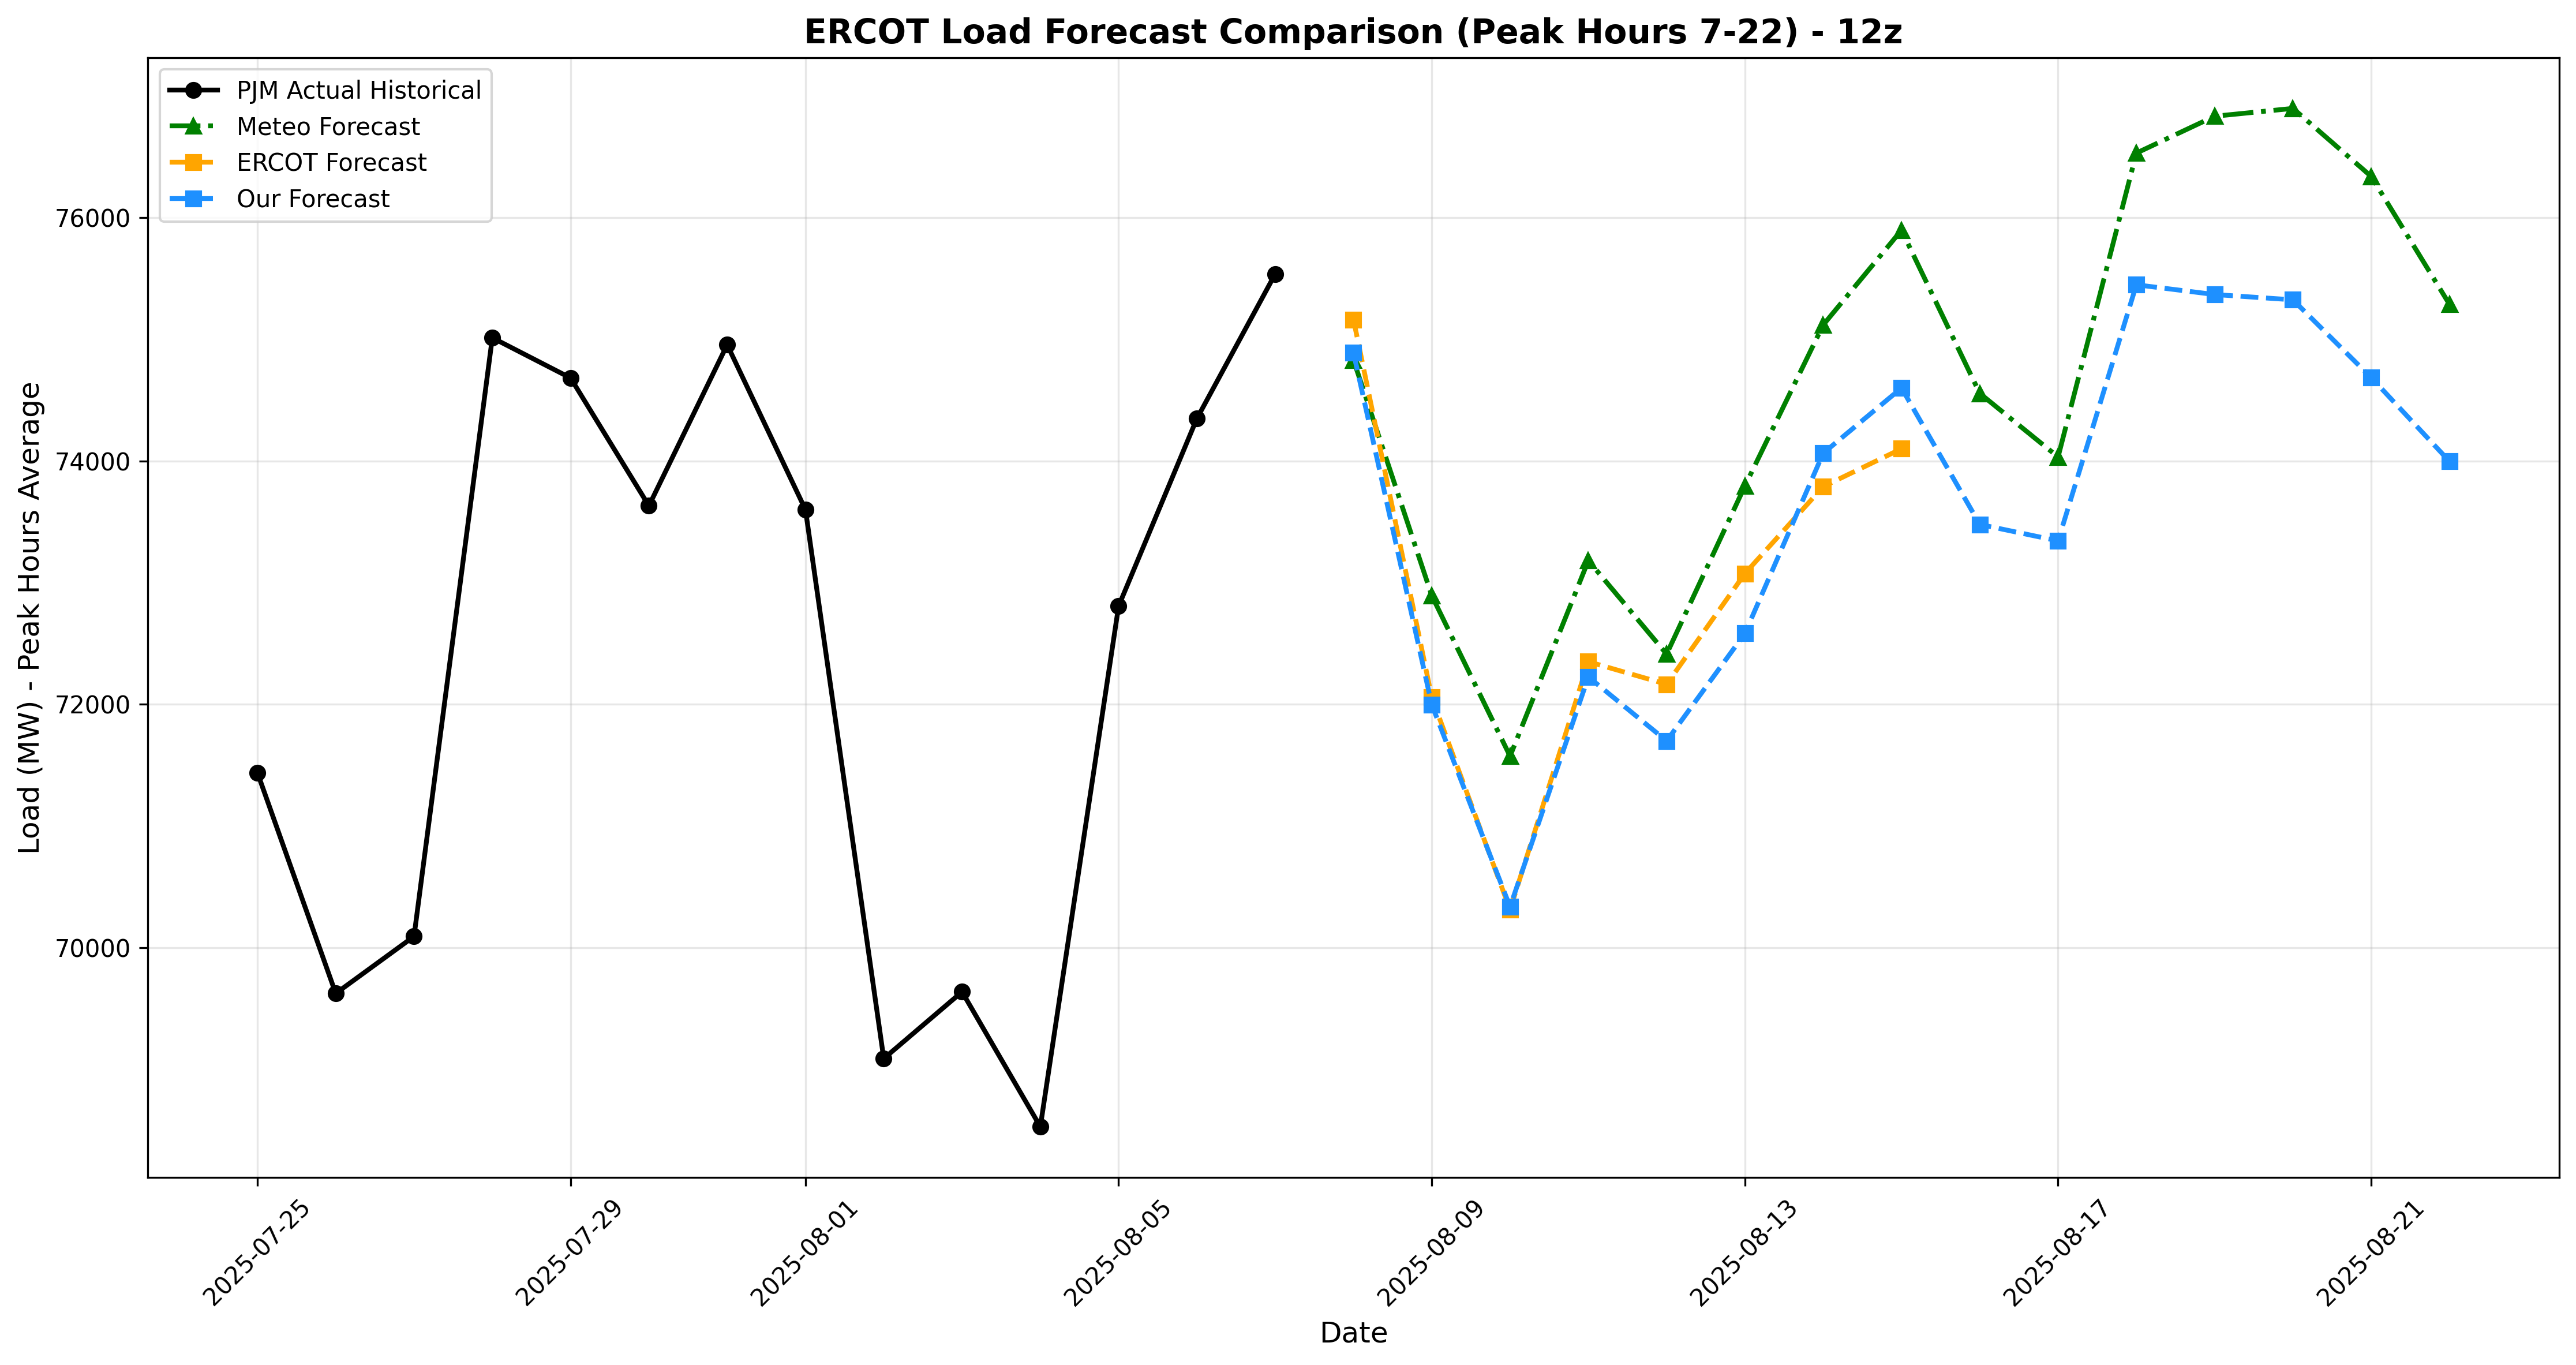 ERCOT Load Forecast Comparison (Peak Hours 7-22) - 12z
PJM Actual Historical
Meteo Forecast
ERCOT Forecast
Our Forecast
Load (MW) - Peak Hours Average
76000
74000
72000
70000
2025-07-25
2025-07-29
2025-08-01
2025-08-05
2025-08-09
2025-08-13
2025-08-17
2025-08-21
Date